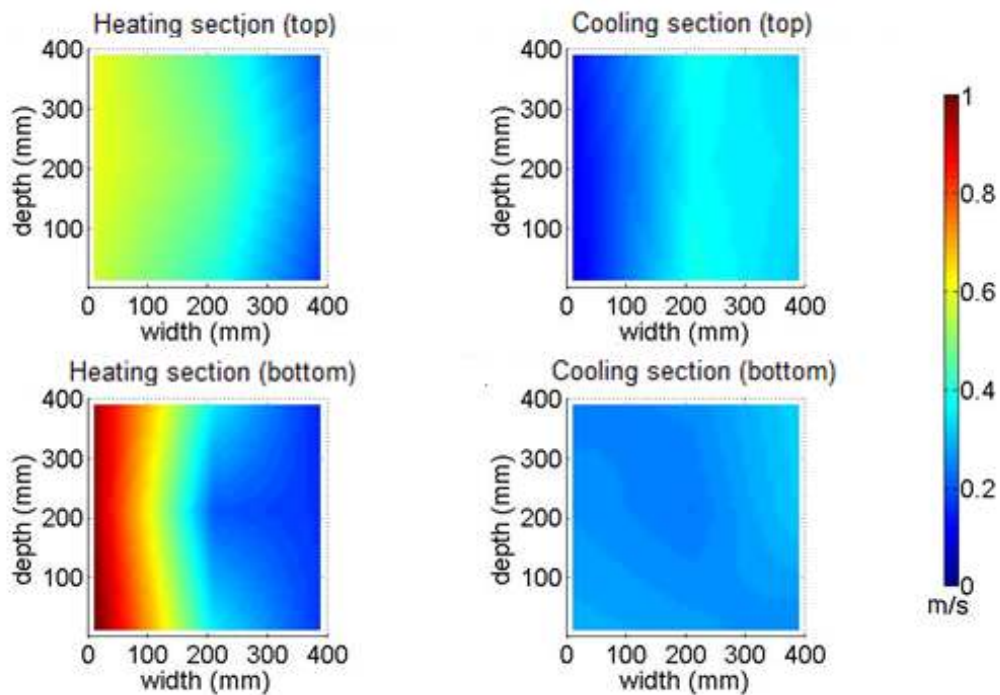 Heating sectjon (top)
400
300
200
100
depth (mm)
0 100 200 300 400
width (mm)
Cooling section (top)
400
300
200
100
depth (mm)
0 100 200 300 400
width (mm)
Heating section (bottom)
400
300
200
100
depth (mm)
0 100 200 300 400
width (mm)
Cooling section (bottom)
400
300
200
100
depth (mm)
0 100 200 300 400
width (mm)
1
0.8
0.6
0.4
0.2
0
m/s